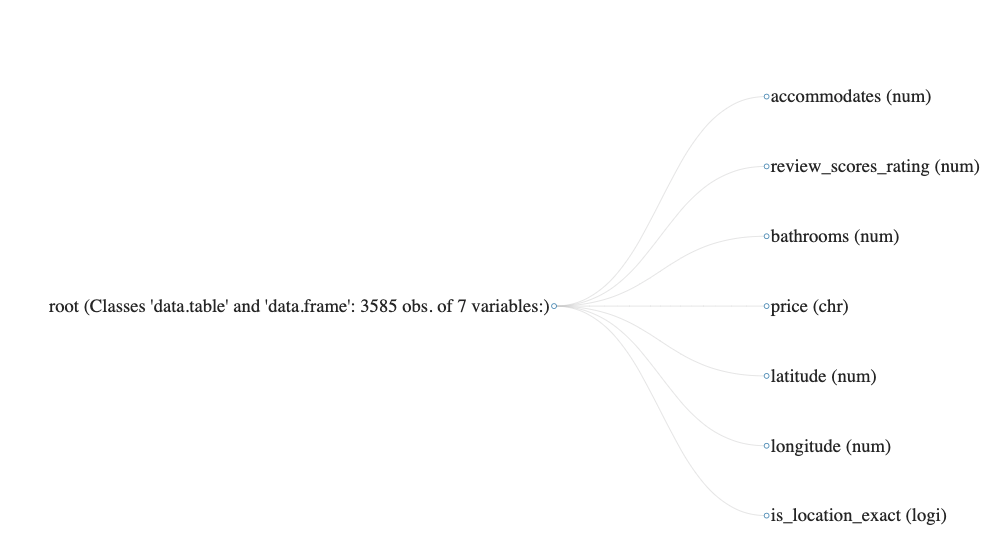 accommodates (num)
review_scores_rating (num)
bathrooms (num)
root (Classes 'data.table' and 'data.frame': 3585 obs. of 7 variables:)
price (chr)
latitude (num)
longitude (num)
is_location_exact (logi)